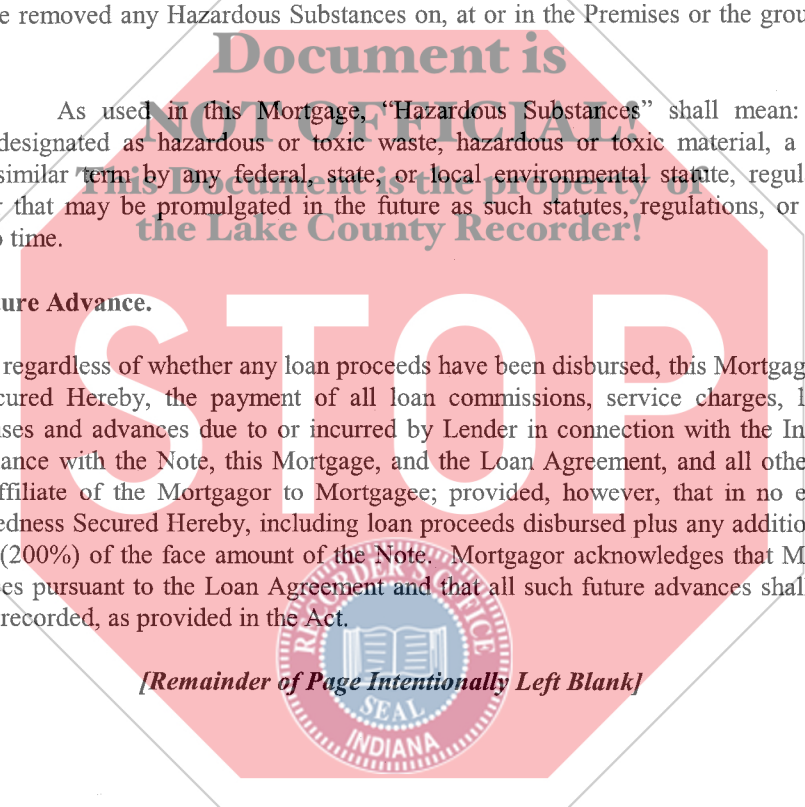 e removed any Hazardous Substances on, at or in the Premises or the grou
Document is
As used in this Mortgage, “Hazardous Substances” shall mean:
NOT OFFICIAL!
designated as hazardous or toxic waste, hazardous or toxic material, a
similar term by any federal, state, or local environmental statute, regul
This Document is the property of
that may be promulgated in the future as such statutes, regulations, or
the Lake County Recorder!
time.
ure Advance.
STOP
regardless of whether any loan proceeds have been disbursed, this Mortgag
cured Hereby, the payment of all loan commissions, service charges, l
ses and advances due to or incurred by Lender in connection with the In
ance with the Note, this Mortgage, and the Loan Agreement, and all othe
ffiliate of the Mortgagor to Mortgagee; provided, however, that in no e
edness Secured Hereby, including loan proceeds disbursed plus any additio
(200%) of the face amount of the Note. Mortgagor acknowledges that M
es pursuant to the Loan Agreement and that all such future advances shal
recorded, as provided in the Act.
RECORDER'S OFFICE
[Remainder of Page Intentionally Left Blank]
SEAL
INDIANA